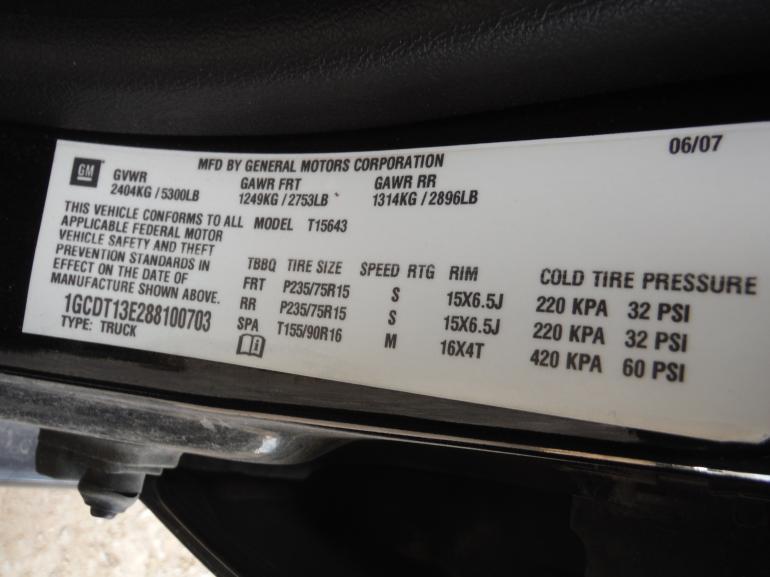 06/07
MFD BY GENERAL MOTORS CORPORATION
GM GVWR GAWR FRT GAWR RR
2404KG / 5300LB 1249KG / 2753LB 1314KG / 2896LB
THIS VEHICLE CONFORMS TO ALL MODEL T15643
APPLICABLE FEDERAL MOTOR
VEHICLE SAFETY AND THEFT
PREVENTION STANDARDS IN
EFFECT ON THE DATE OF
MANUFACTURE SHOWN ABOVE.
1GCDT13E288100703
TYPE: TRUCK
TBBQ TIRE SIZE SPEED RTG RIM COLD TIRE PRESSURE
FRT P235/75R15 S 15X6.5J 220 KPA 32 PSI
RR P235/75R15 S 15X6.5J 220 KPA 32 PSI
SPA T155/90R16 M 16X4T 420 KPA 60 PSI